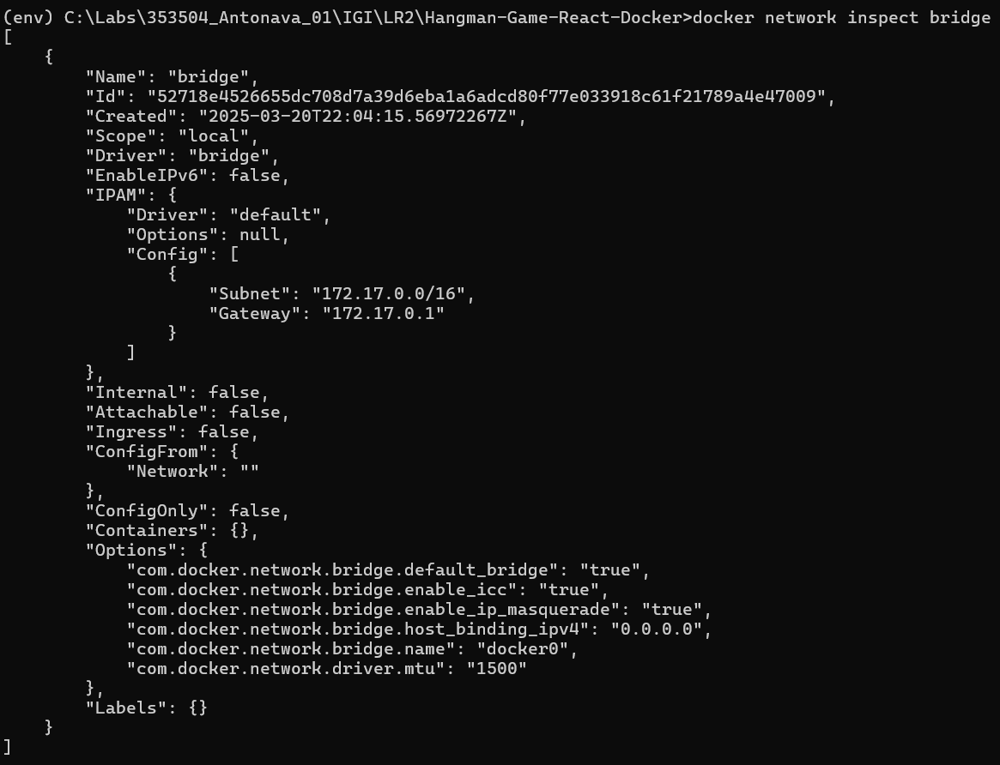 (env) C:\Labs\353504_Antonava_01\IGI\LR2\Hangman-Game-React-Docker>docker network inspect bridge
[
    {
        "Name": "bridge",
        "Id": "52718e4526655dc708d7a39d6eba1a6adcd80f77e033918c61f21789a4e47009",
        "Created": "2025-03-20T22:04:15.56972267Z",
        "Scope": "local",
        "Driver": "bridge",
        "EnableIPv6": false,
        "IPAM": {
            "Driver": "default",
            "Options": null,
            "Config": [
                {
                    "Subnet": "172.17.0.0/16",
                    "Gateway": "172.17.0.1"
                }
            ]
        },
        "Internal": false,
        "Attachable": false,
        "Ingress": false,
        "ConfigFrom": {
            "Network": ""
        },
        "ConfigOnly": false,
        "Containers": {},
        "Options": {
            "com.docker.network.bridge.default_bridge": "true",
            "com.docker.network.bridge.enable_icc": "true",
            "com.docker.network.bridge.enable_ip_masquerade": "true",
            "com.docker.network.bridge.host_binding_ipv4": "0.0.0.0",
            "com.docker.network.bridge.name": "docker0",
            "com.docker.network.driver.mtu": "1500"
        },
        "Labels": {}
    }
]